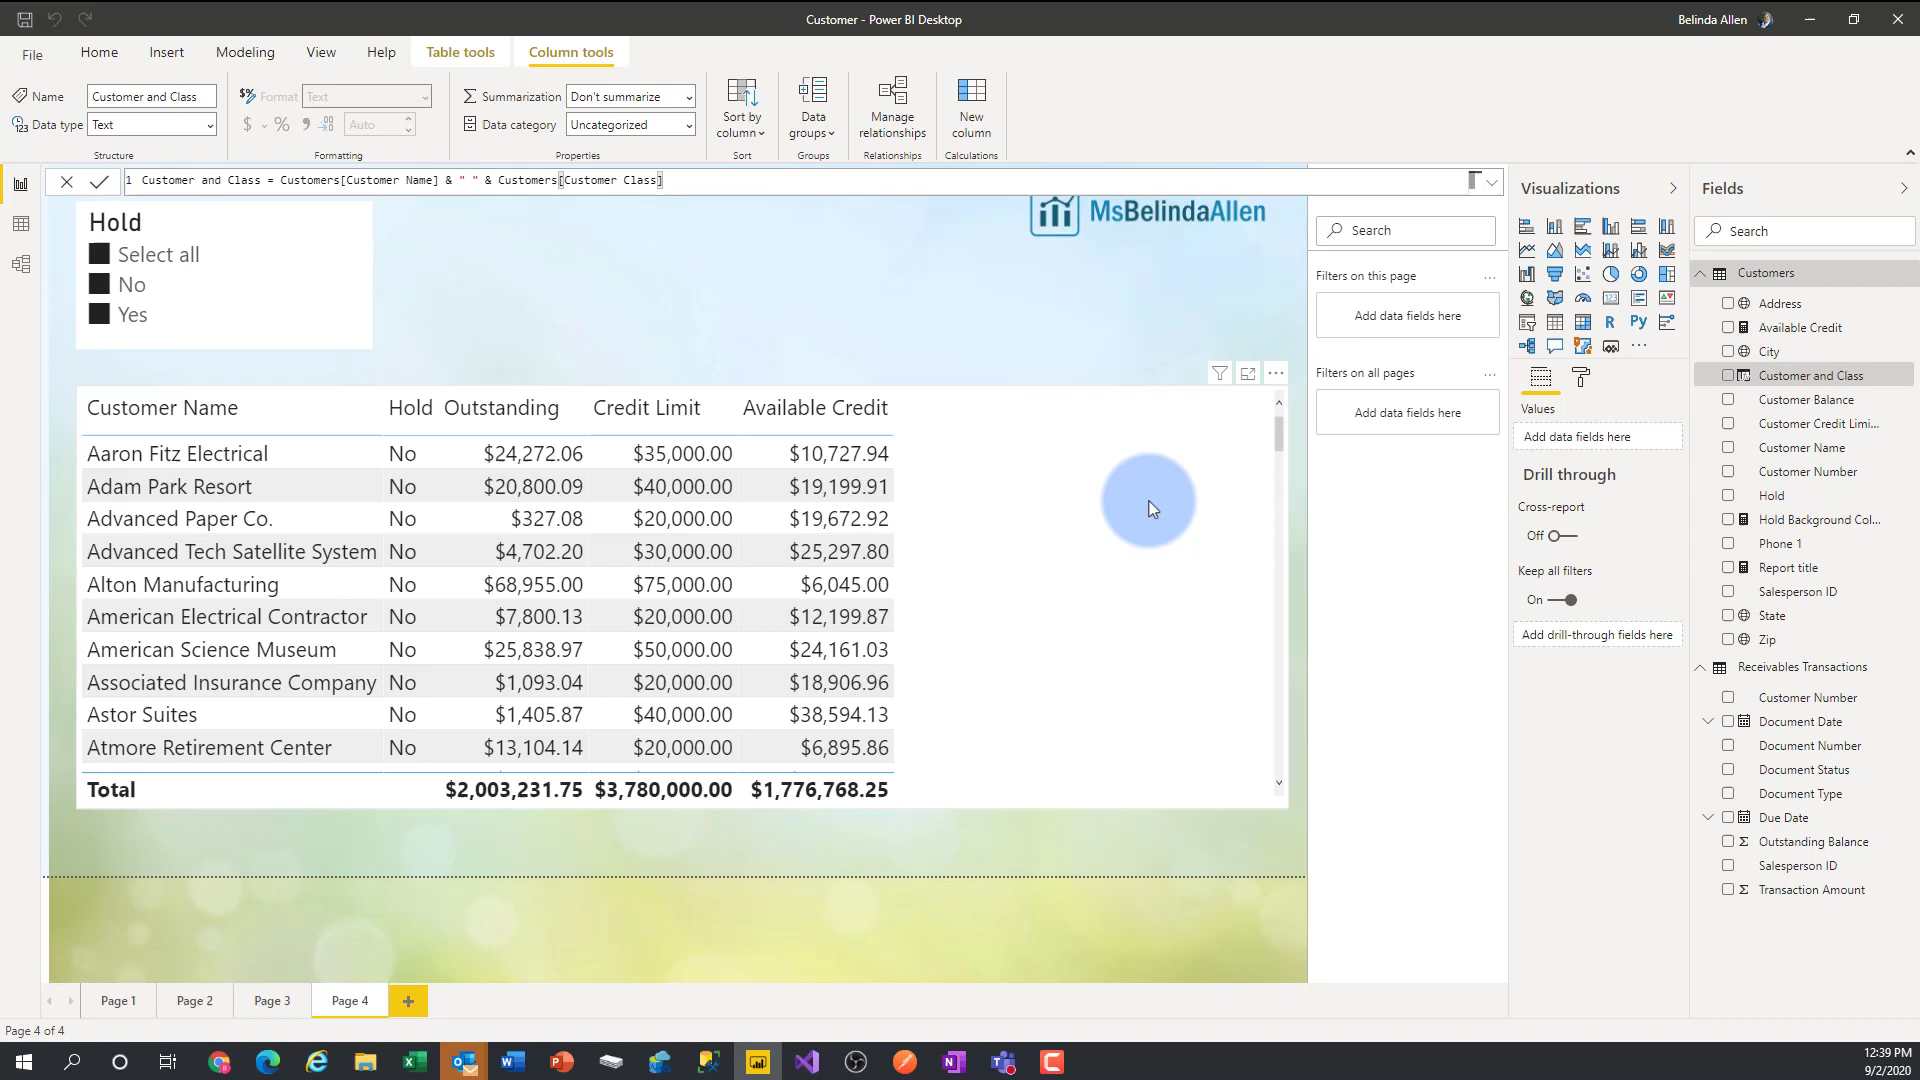 Customer - Power BI Desktop
Belinda Allen
File Home Insert Modeling View Help Table tools Column tools
Name Customer and Class
Data type Text
Structure
Format Text
$ % 9 .00 Auto
Formatting
Summarization Don't summarize
Data category Uncategorized
Properties
Sort by column
Sort
Data groups
Groups
Manage relationships
Relationships
New column
Calculations
1 Customer and Class = Customers[Customer Name] & " " & Customers[Customer Class]
MsBelindaAllen
Hold
Select all
No
Yes
Customer Name Hold Outstanding Credit Limit Available Credit
Aaron Fitz Electrical No $24,272.06 $35,000.00 $10,727.94
Adam Park Resort No $20,800.09 $40,000.00 $19,199.91
Advanced Paper Co. No $327.08 $20,000.00 $19,672.92
Advanced Tech Satellite System No $4,702.20 $30,000.00 $25,297.80
Alton Manufacturing No $68,955.00 $75,000.00 $6,045.00
American Electrical Contractor No $7,800.13 $20,000.00 $12,199.87
American Science Museum No $25,838.97 $50,000.00 $24,161.03
Associated Insurance Company No $1,093.04 $20,000.00 $18,906.96
Astor Suites No $1,405.87 $40,000.00 $38,594.13
Atmore Retirement Center No $13,104.14 $20,000.00 $6,895.86
Total $2,003,231.75 $3,780,000.00 $1,776,768.25
Search
Filters on this page ...
Add data fields here
Filters on all pages ...
Add data fields here
Visualizations
R Py
Values
Add data fields here
Drill through
Cross-report
Off
Keep all filters
On
Add drill-through fields here
Fields
Search
Customers
Address
Available Credit
City
Customer and Class
Customer Balance
Customer Credit Limi...
Customer Name
Customer Number
Hold
Hold Background Col...
Phone 1
Report title
Salesperson ID
State
Zip
Receivables Transactions
Customer Number
Document Date
Document Number
Document Status
Document Type
Due Date
Outstanding Balance
Salesperson ID
Transaction Amount
Page 1 Page 2 Page 3 Page 4 +
Page 4 of 4
12:39 PM
9/2/2020